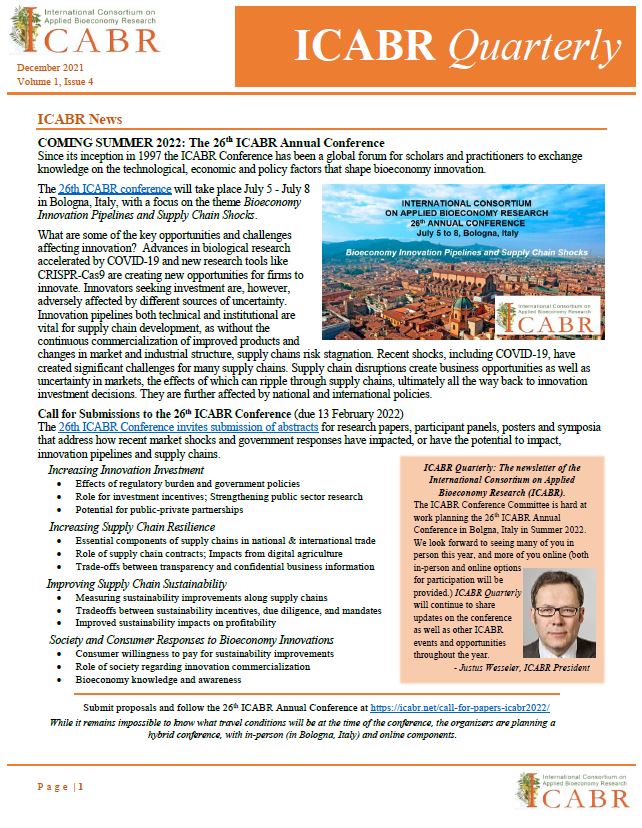 International Consortium on
Applied Bioeconomy Research
ICABR
December 2021
Volume 1, Issue 4
ICABR Quarterly
ICABR News
COMING SUMMER 2022: The 26th ICABR Annual Conference
Since its inception in 1997 the ICABR Conference has been a global forum for scholars and practitioners to exchange
knowledge on the technological, economic and policy factors that shape bioeconomy innovation.
The 26th ICABR conference will take place July 5 - July 8
in Bologna, Italy, with a focus on the theme Bioeconomy
Innovation Pipelines and Supply Chain Shocks.
What are some of the key opportunities and challenges
affecting innovation? Advances in biological research
accelerated by COVID-19 and new research tools like
CRISPR-Cas9 are creating new opportunities for firms to
innovate. Innovators seeking investment are, however,
adversely affected by different sources of uncertainty.
Innovation pipelines both technical and institutional are
vital for supply chain development, as without the
continuous commercialization of improved products and
changes in market and industrial structure, supply chains risk stagnation. Recent shocks, including COVID-19, have
created significant challenges for many supply chains. Supply chain disruptions create business opportunities as well as
uncertainty in markets, the effects of which can ripple through supply chains, ultimately all the way back to innovation
investment decisions. They are further affected by national and international policies.
INTERNATIONAL CONSORTIUM
ON APPLIED BIOECONOMY RESEARCH
26th ANNUAL CONFERENCE
July 5 to 8, Bologna, Italy
Bioeconomy Innovation Pipelines and Supply Chain Shocks
International Consortium on
Applied Bioeconomy Research
ICABR
Call for Submissions to the 26th ICABR Conference (due 13 February 2022)
The 26th ICABR Conference invites submission of abstracts for research papers, participant panels, posters and symposia
that address how recent market shocks and government responses have impacted, or have the potential to impact,
innovation pipelines and supply chains.
Increasing Innovation Investment
• Effects of regulatory burden and government policies
• Role for investment incentives; Strengthening public sector research
• Potential for public-private partnerships
Increasing Supply Chain Resilience
• Essential components of supply chains in national & international trade
• Role of supply chain contracts; Impacts from digital agriculture
• Trade-offs between transparency and confidential business information
Improving Supply Chain Sustainability
• Measuring sustainability improvements along supply chains
• Tradeoffs between sustainability incentives, due diligence, and mandates
• Improved sustainability impacts on profitability
Society and Consumer Responses to Bioeconomy Innovations
• Consumer willingness to pay for sustainability improvements
• Role of society regarding innovation commercialization
• Bioeconomy knowledge and awareness
ICABR Quarterly: The newsletter of the
International Consortium on Applied
Bioeconomy Research (ICABR).
The ICABR Conference Committee is hard at
work planning the 26th ICABR Annual
Conference in Bolgna, Italy in Summer 2022.
We look forward to seeing many of you in
person this year, and more of you online (both
in-person and online options
for participation will be
provided.) ICABR Quarterly
will continue to share
updates on the conference
as well as other ICABR
events and opportunities
throughout the year.
- Justus Wesseler, ICABR President
Submit proposals and follow the 26th ICABR Annual Conference at https://icabr.net/call-for-papers-icabr2022/
While it remains impossible to know what travel conditions will be at the time of the conference, the organizers are planning a
hybrid conference, with in-person (in Bologna, Italy) and online components.
Page | 1
International Consortium on
Applied Bioeconomy Research
ICABR